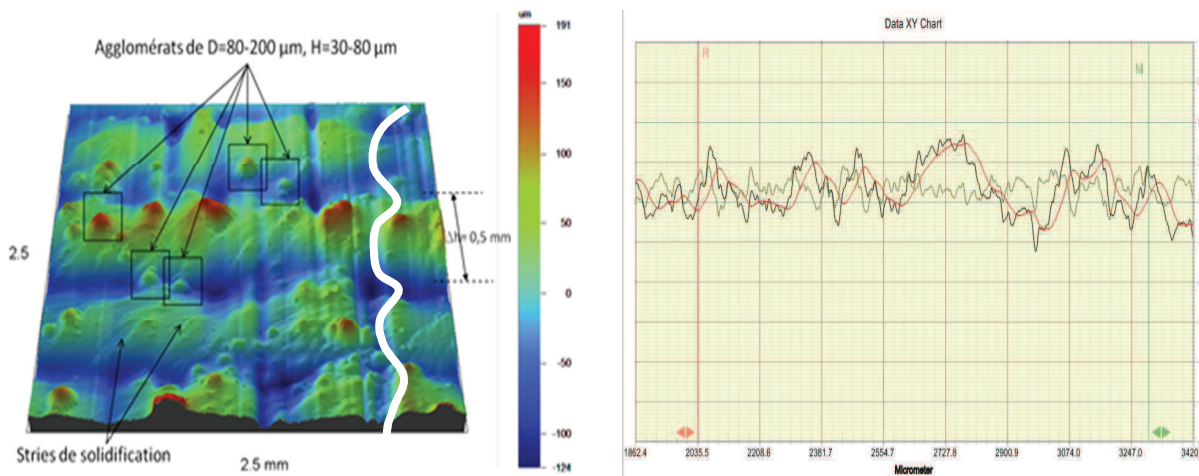 Agglomérats de D=80-200 µm, H=30-80 µm
um
191
150
100
50
0
-50
-100
-124
2.5
Δh= 0,5 mm
Stries de solidification
2.5 mm
Data XY Chart
R
M
1862.4 2035.5 2208.6 2381.7 2554.7 2727.8 2900.9 3074.0 3247.0 3420
Micrometer